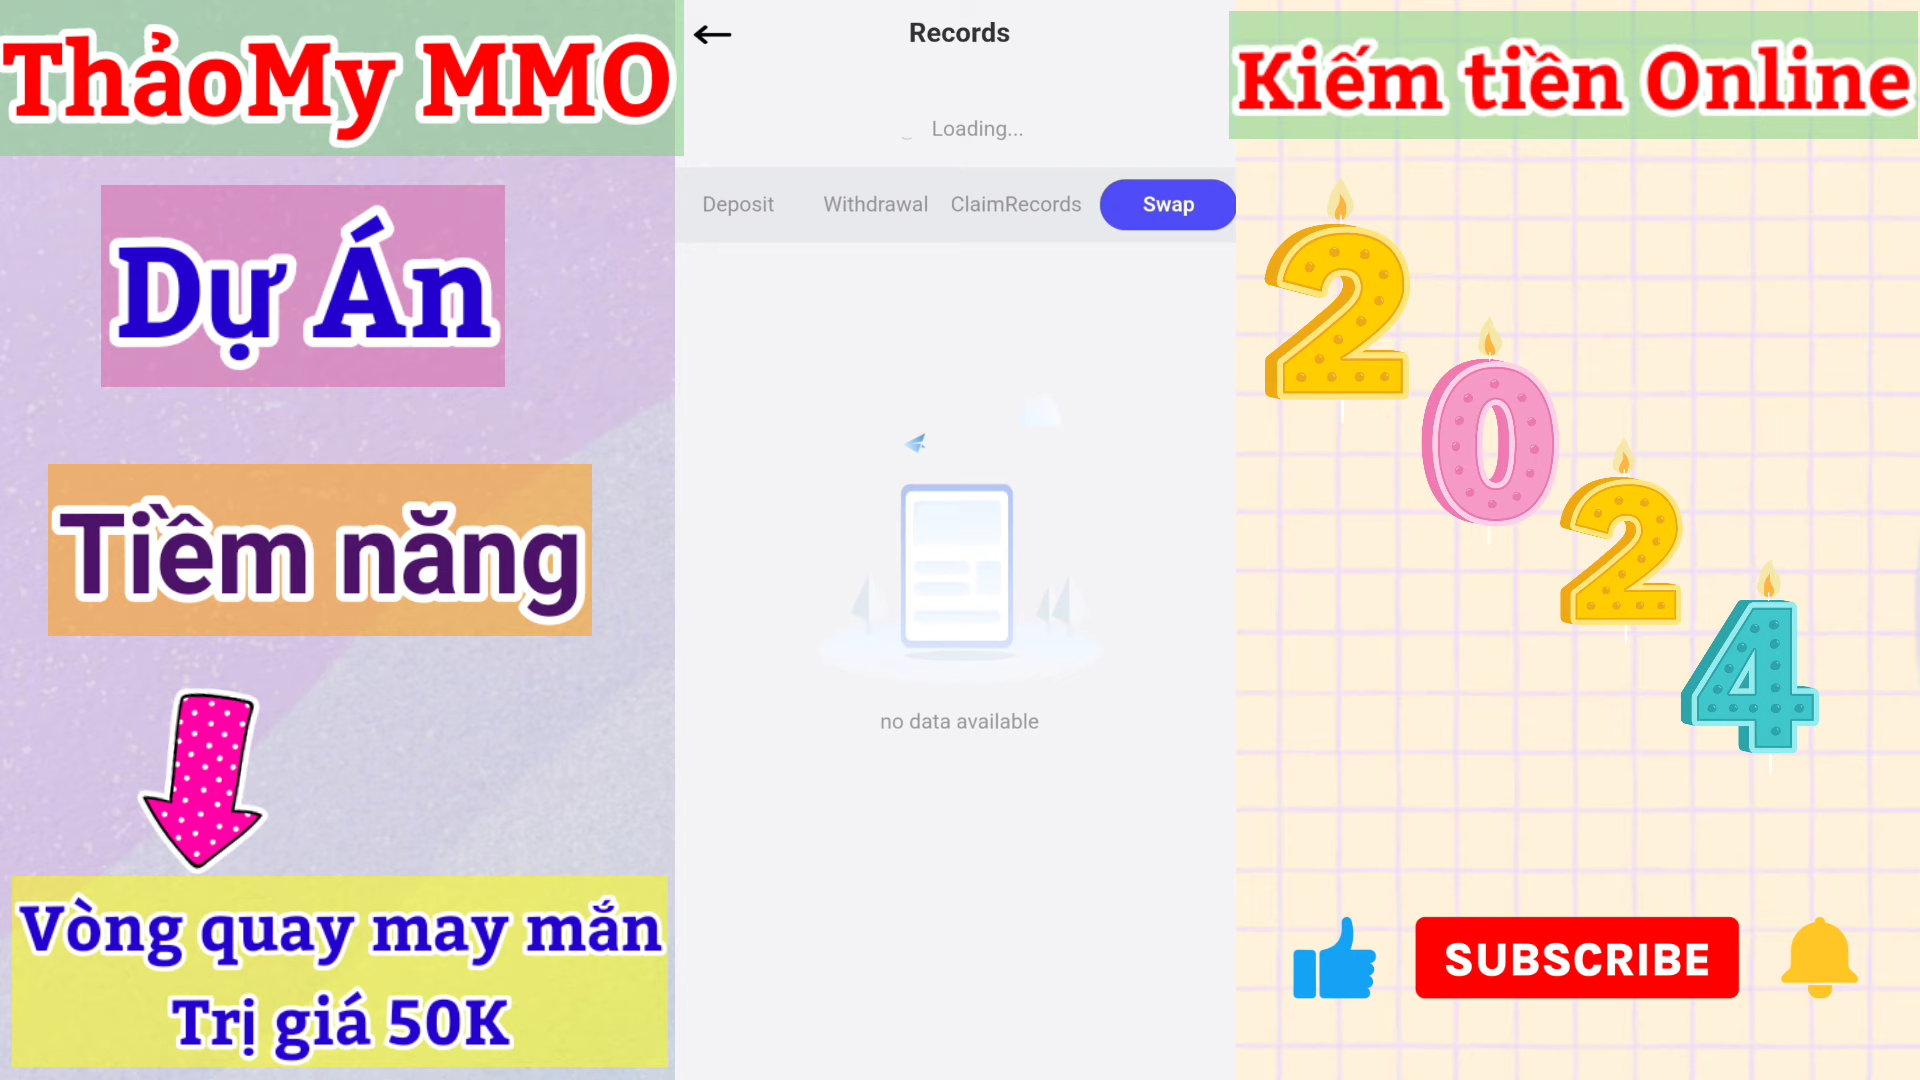 ThảoMy MMO
Dự Án
Tiềm năng
Vòng quay may mắn
Trị giá 50K
Records
Loading...
Deposit Withdrawal ClaimRecords Swap
no data available
Kiếm tiền Online
2024
SUBSCRIBE